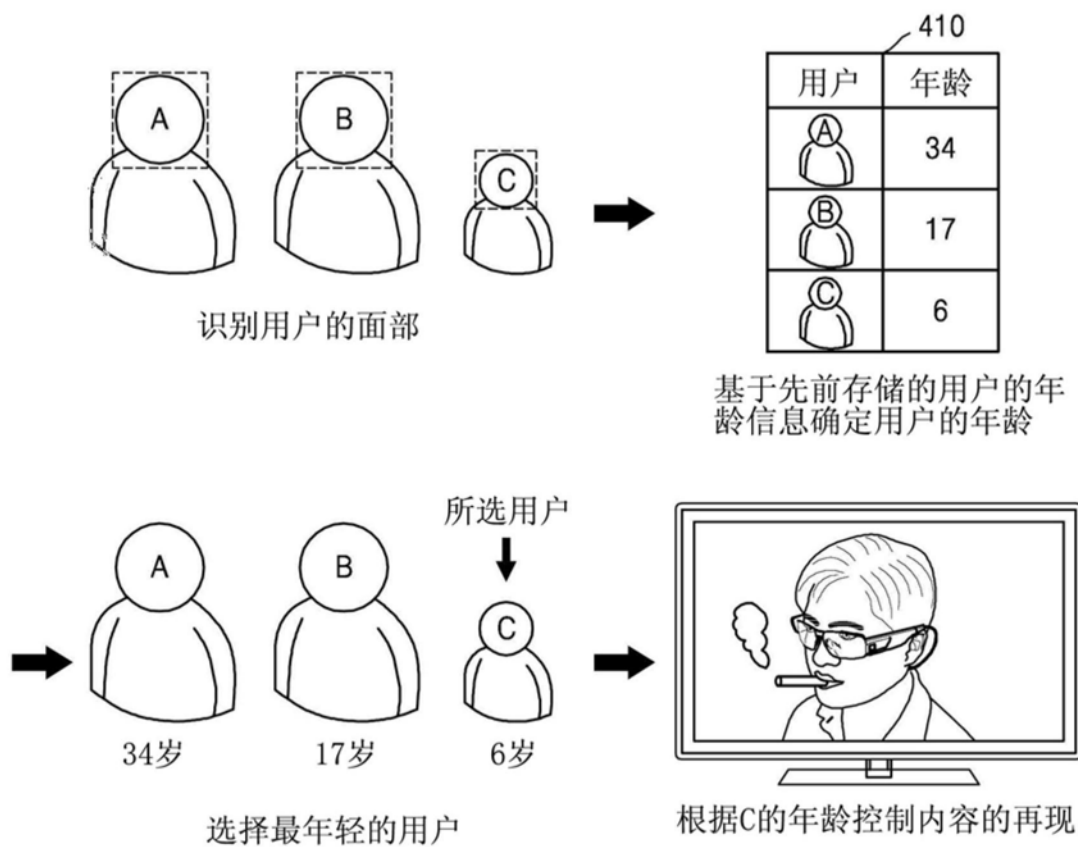 410
A
B
C
用户 年龄
A 34
B 17
C 6
识别用户的面部
基于先前存储的用户的年
龄信息确定用户的年龄
所选用户
A
B
C
34岁
17岁
6岁
选择最年轻的用户
根据C的年龄控制内容的再现